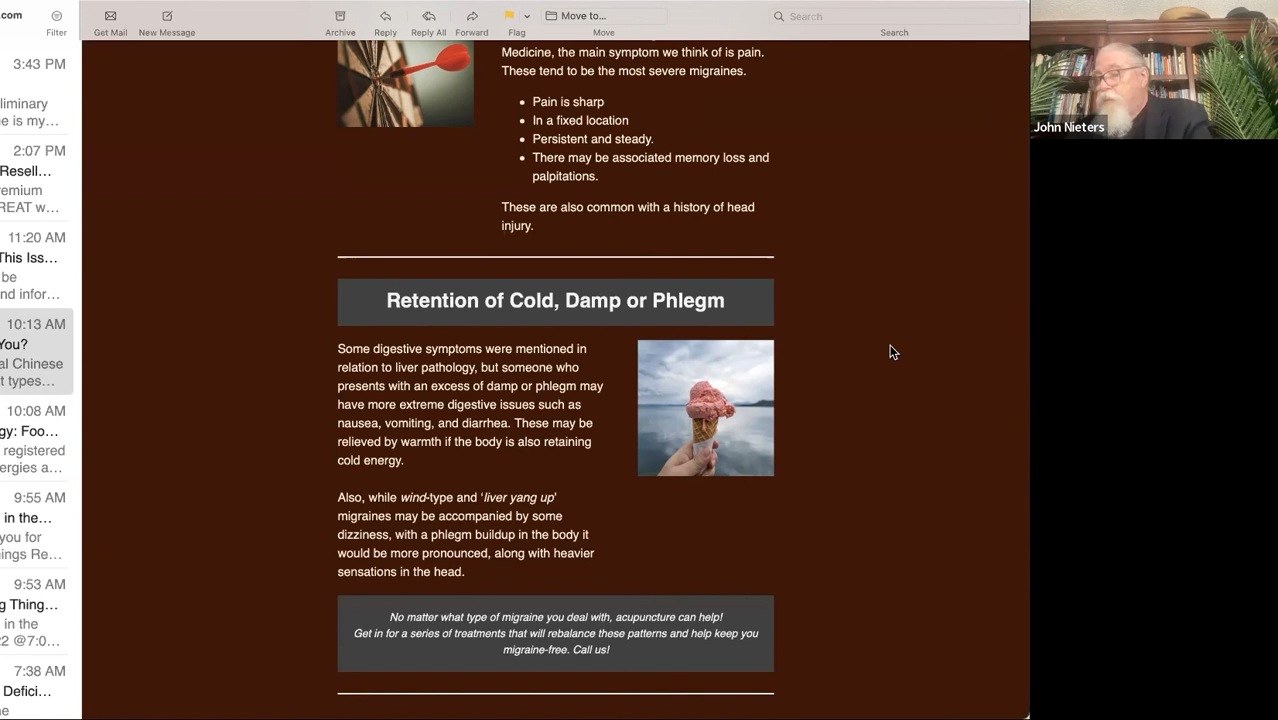 .com
Filter
Get Mail
New Message
Archive
Reply
Reply All
Forward
Flag
Move to...
Move
Search
Search
3:43 PM
liminary
e is my...
2:07 PM
Resell...
remium
REAT w...
11:20 AM
This Iss...
be
nd infor...
10:13 AM
You?
al Chinese
t types...
10:08 AM
gy: Foo...
registered
ergies a...
9:55 AM
in the...
you for
nings Re...
9:53 AM
g Thing...
in the
22 @7:0...
7:38 AM
Defici...
ne
Medicine, the main symptom we think of is pain.
These tend to be the most severe migraines.
• Pain is sharp
• In a fixed location
• Persistent and steady.
• There may be associated memory loss and
palpitations.
These are also common with a history of head
injury.
Retention of Cold, Damp or Phlegm
Some digestive symptoms were mentioned in
relation to liver pathology, but someone who
presents with an excess of damp or phlegm may
have more extreme digestive issues such as
nausea, vomiting, and diarrhea. These may be
relieved by warmth if the body is also retaining
cold energy.
Also, while wind-type and ‘liver yang up’
migraines may be accompanied by some
dizziness, with a phlegm buildup in the body it
would be more pronounced, along with heavier
sensations in the head.
No matter what type of migraine you deal with, acupuncture can help!
Get in for a series of treatments that will rebalance these patterns and help keep you
migraine-free. Call us!
John Nieters